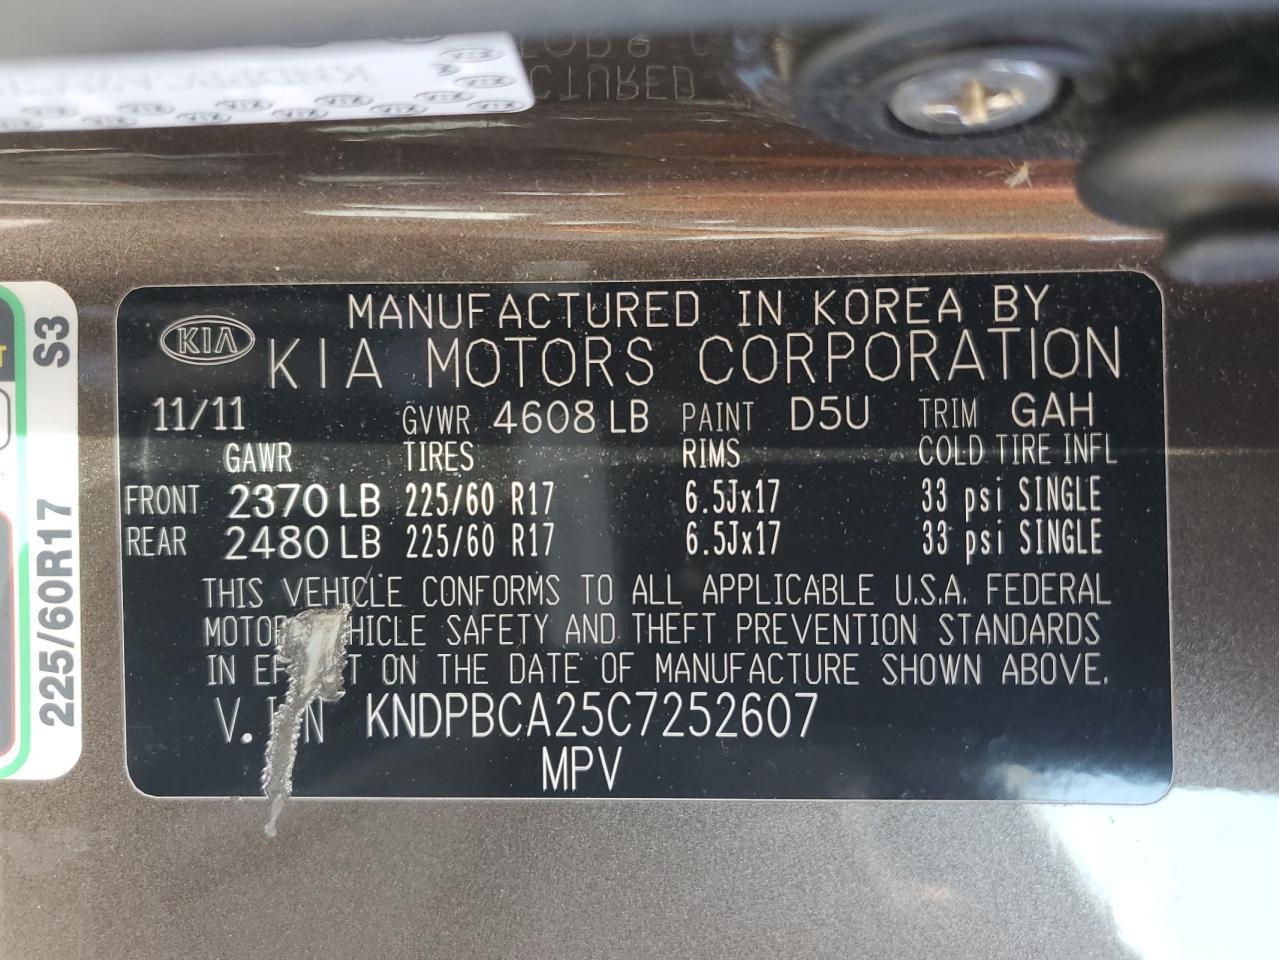 KIA
MANUFACTURED IN KOREA BY
KIA MOTORS CORPORATION
11/11 GVWR 4608 LB PAINT D5U TRIM GAH
GAWR TIRES RIMS COLD TIRE INFL
FRONT 2370 LB 225/60 R17 6.5Jx17 33 psi SINGLE
REAR 2480 LB 225/60 R17 6.5Jx17 33 psi SINGLE
THIS VEHICLE CONFORMS TO ALL APPLICABLE U.S.A. FEDERAL
MOTOR VEHICLE SAFETY AND THEFT PREVENTION STANDARDS
IN EFFECT ON THE DATE OF MANUFACTURE SHOWN ABOVE.
V.I.N KNDPBCA25C7252607
MPV
225/60R17 S3